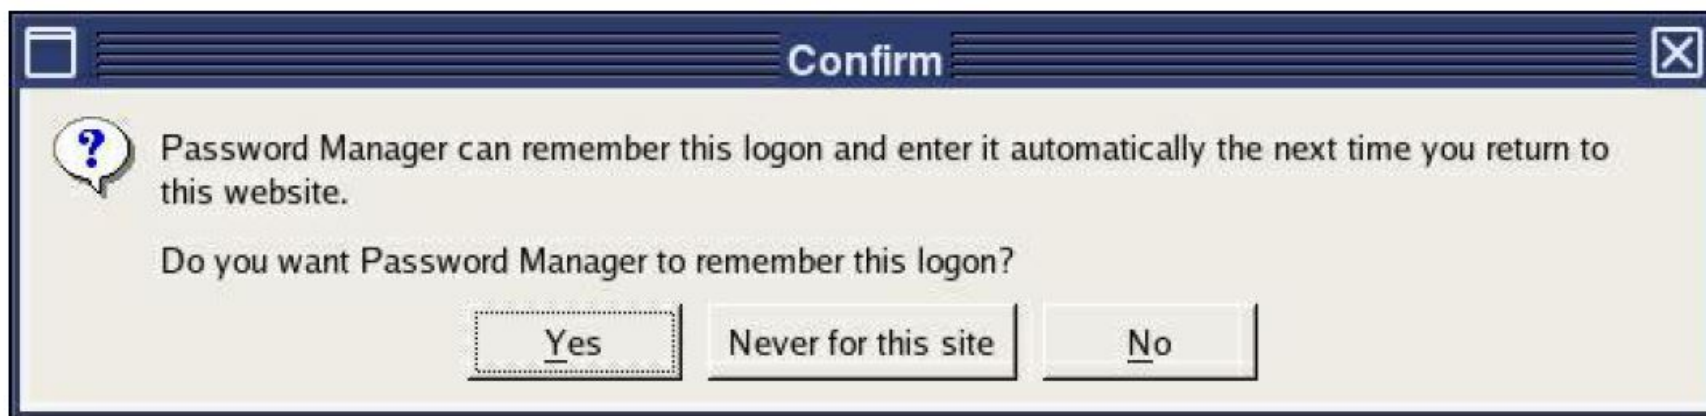 Confirm
?
Password Manager can remember this logon and enter it automatically the next time you return to
this website.
Do you want Password Manager to remember this logon?
Yes
Never for this site
No